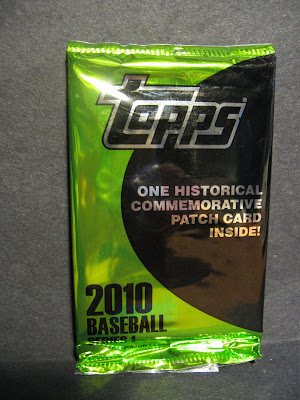 Topps
ONE HISTORICAL
COMMEMORATIVE
PATCH CARD
INSIDE!
2010
BASEBALL
SERIES 1